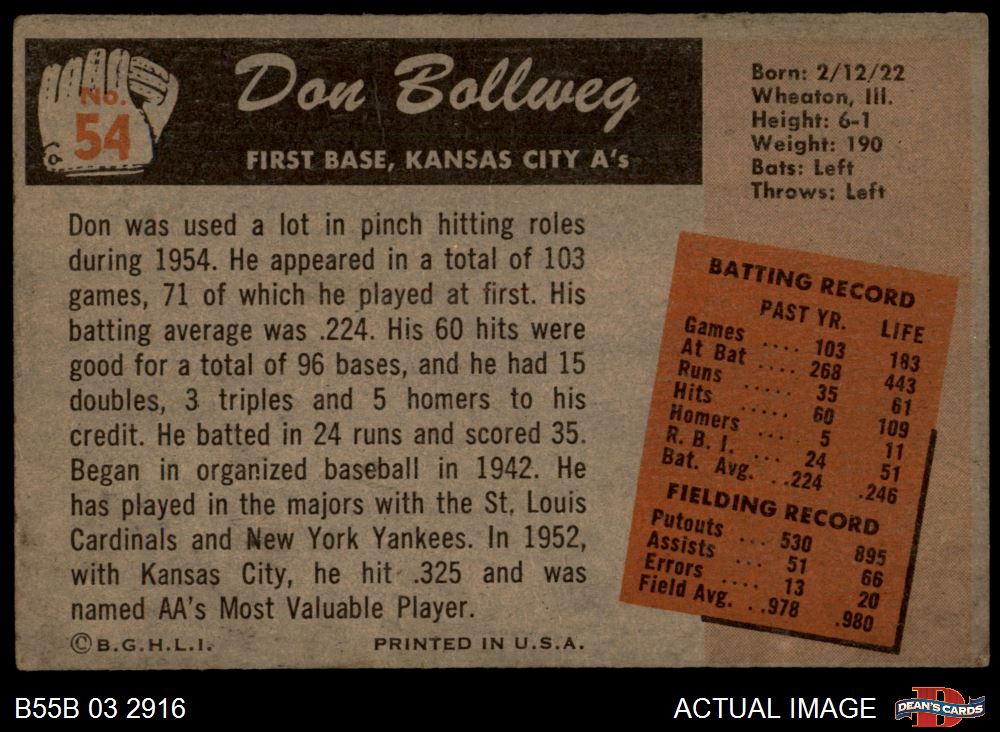 No.
54
Don Bollweg
FIRST BASE, KANSAS CITY A's
Born: 2/12/22
Wheaton, Ill.
Height: 6-1
Weight: 190
Bats: Left
Throws: Left
Don was used a lot in pinch hitting roles
during 1954. He appeared in a total of 103
games, 71 of which he played at first. His
batting average was .224. His 60 hits were
good for a total of 96 bases, and he had 15
doubles, 3 triples and 5 homers to his
credit. He batted in 24 runs and scored 35.
Began in organized baseball in 1942. He
has played in the majors with the St. Louis
Cardinals and New York Yankees. In 1952,
with Kansas City, he hit .325 and was
named AA's Most Valuable Player.
BATTING RECORD
PAST YR. LIFE
Games .... 103 183
At Bat .... 268 443
Runs .... 35 61
Hits ..... 60 109
Homers ... 5 11
R. B. I. ... 24 51
Bat. Avg. ..224 .246
FIELDING RECORD
Putouts ... 530 895
Assists ... 51 66
Errors .... 13 20
Field Avg. ..978 .980
©B.G.H.L.I. PRINTED IN U.S.A.
B55B 03 2916 ACTUAL IMAGE
DEAN'S CARDS